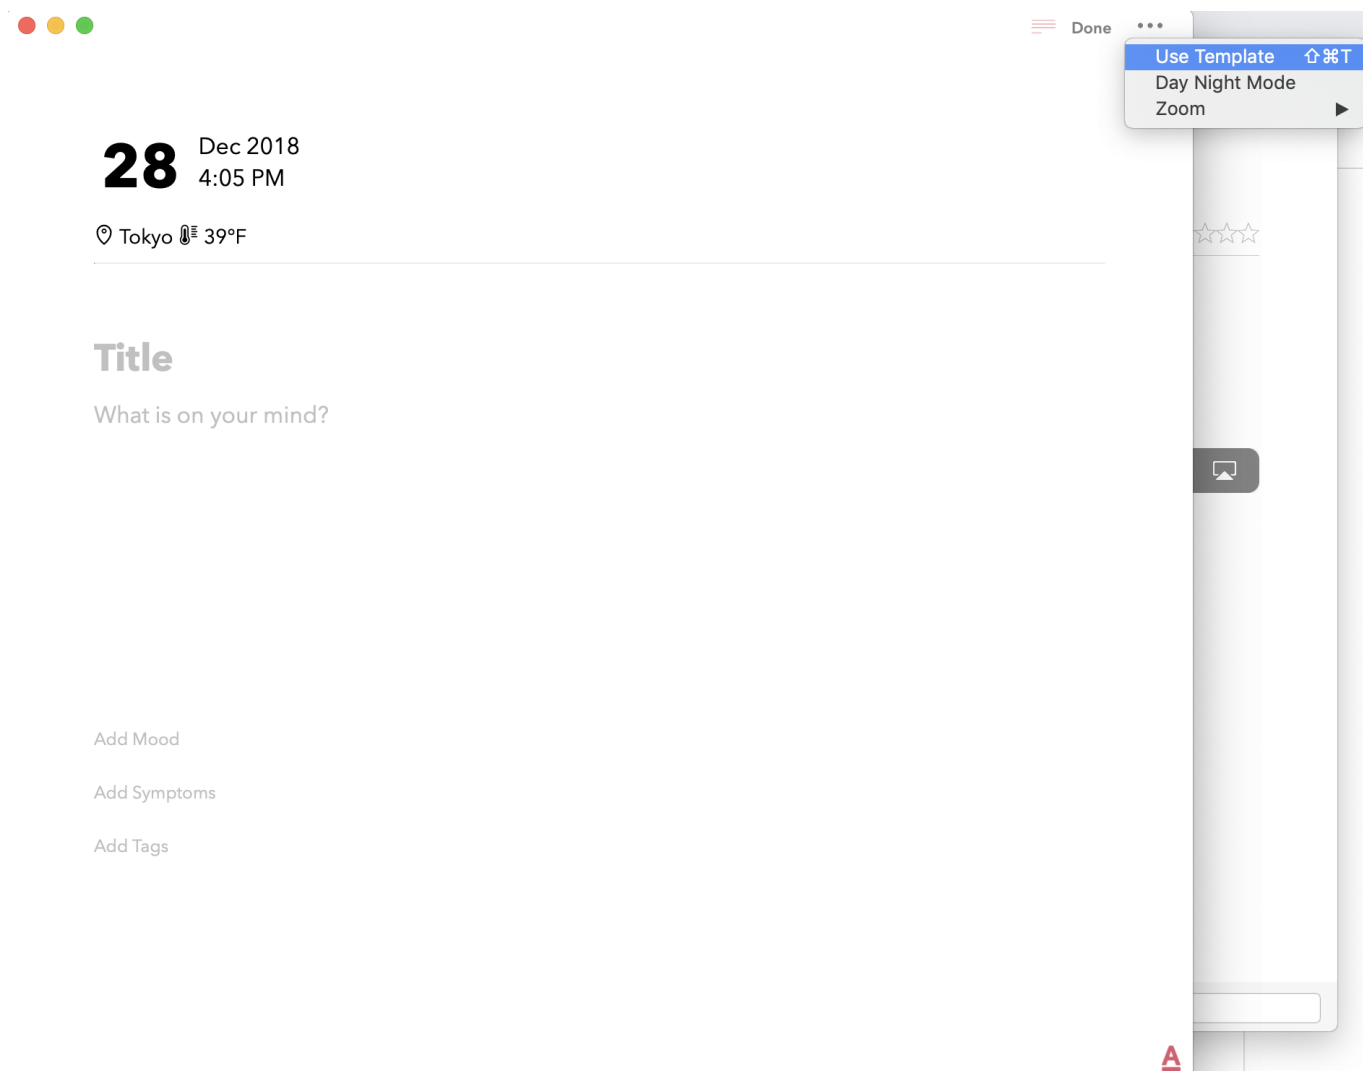 Done •••
Use Template ⇧⌘T
Day Night Mode
Zoom ▶
28
Dec 2018
4:05 PM
Tokyo 39°F
Title
What is on your mind?
Add Mood
Add Symptoms
Add Tags
A